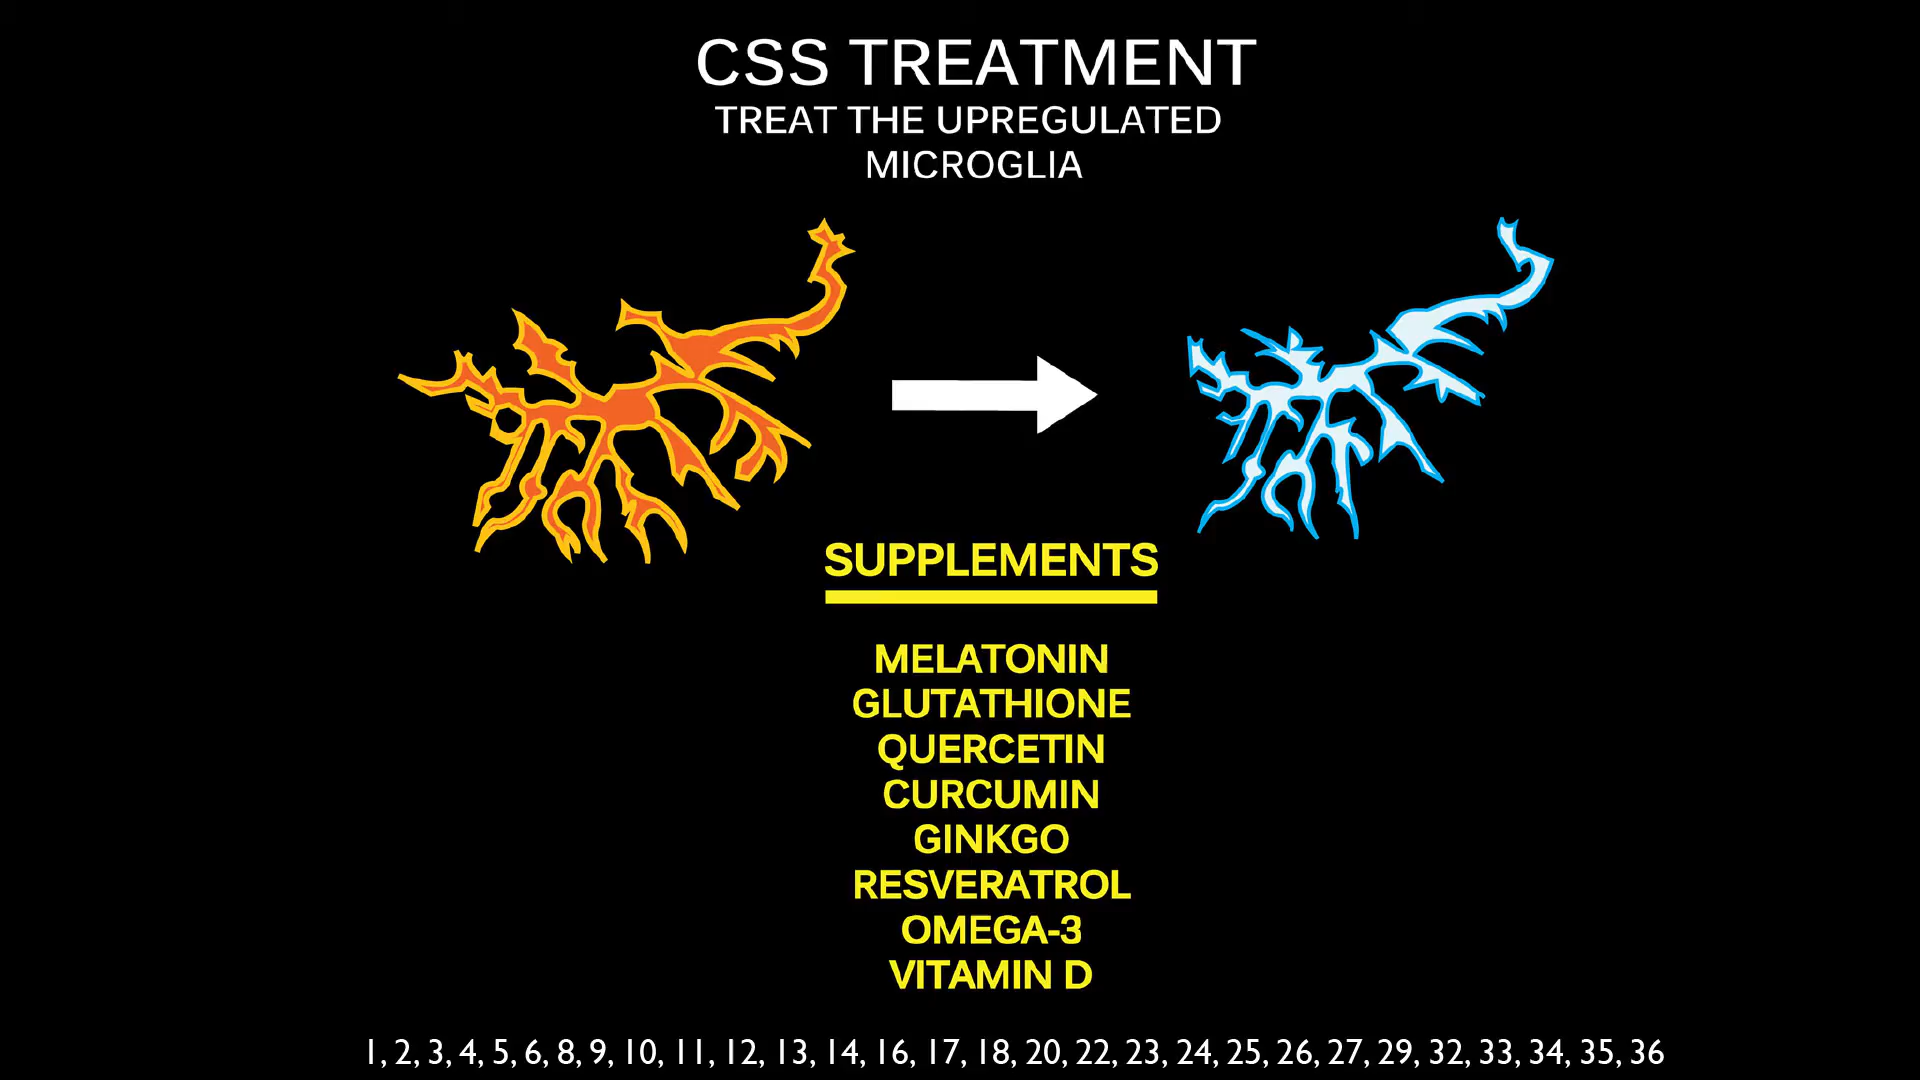 CSS TREATMENT
TREAT THE UPREGULATED
MICROGLIA
SUPPLEMENTS
MELATONIN
GLUTATHIONE
QUERCETIN
CURCUMIN
GINKGO
RESVERATROL
OMEGA-3
VITAMIN D
1, 2, 3, 4, 5, 6, 8, 9, 10, 11, 12, 13, 14, 16, 17, 18, 20, 22, 23, 24, 25, 26, 27, 29, 32, 33, 34, 35, 36